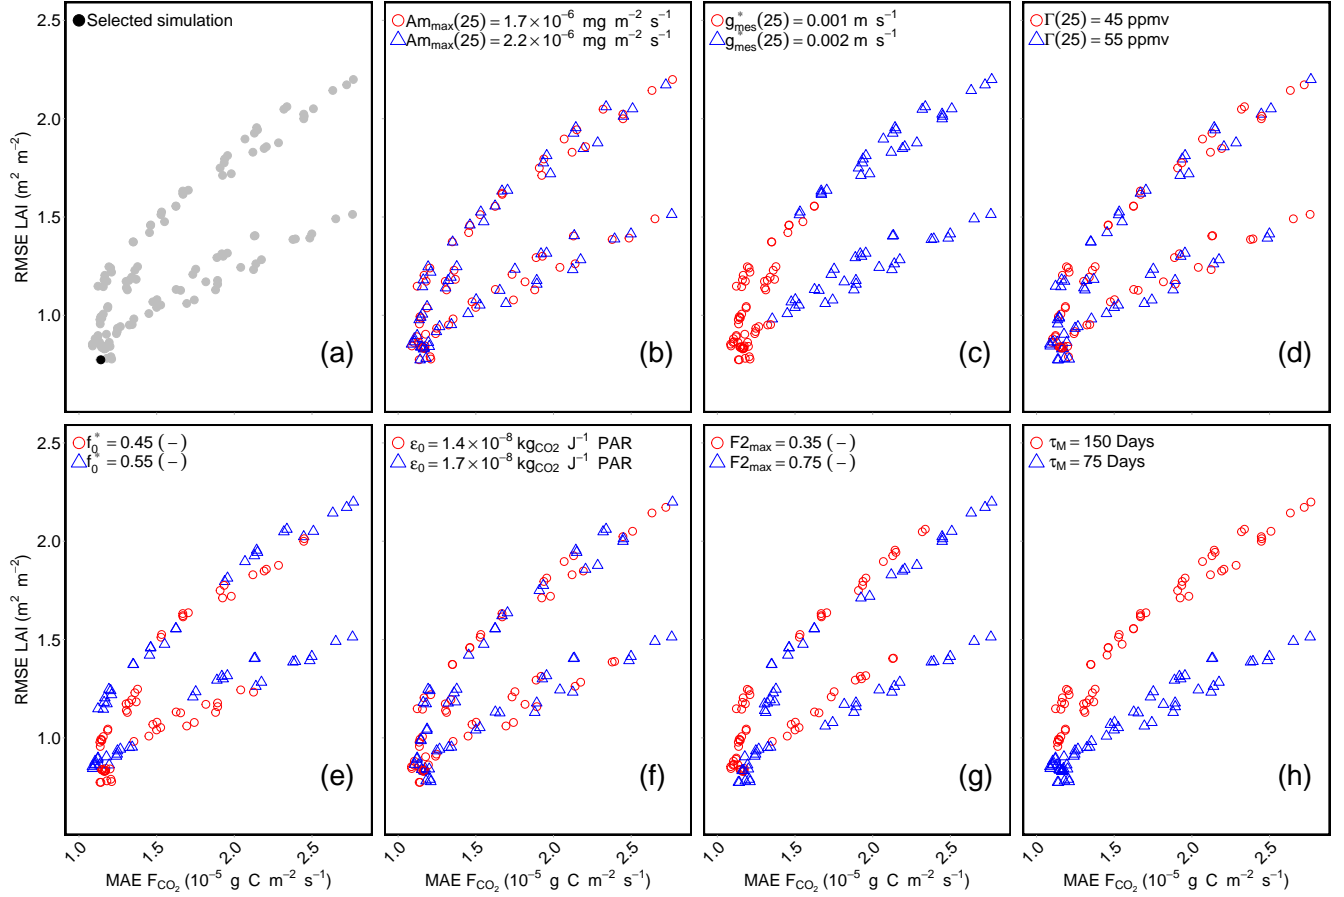 Selected simulation
(a)
Am_max(25) = 1.7×10^−6 mg m^−2 s^−1
Am_max(25) = 2.2×10^−6 mg m^−2 s^−1
(b)
g*_mes(25) = 0.001 m s^−1
g*_mes(25) = 0.002 m s^−1
(c)
Γ(25) = 45 ppmv
Γ(25) = 55 ppmv
(d)
RMSE LAI (m² m^−2)
2.5
2.0
1.5
1.0
f*_0 = 0.45 (−)
f*_0 = 0.55 (−)
(e)
ε_0 = 1.4×10^−8 kg_CO2 J^−1 PAR
ε_0 = 1.7×10^−8 kg_CO2 J^−1 PAR
(f)
F2_max = 0.35 (−)
F2_max = 0.75 (−)
(g)
τ_M = 150 Days
τ_M = 75 Days
(h)
RMSE LAI (m² m^−2)
2.5
2.0
1.5
1.0
1.0 1.5 2.0 2.5
1.0 1.5 2.0 2.5
1.0 1.5 2.0 2.5
1.0 1.5 2.0 2.5
MAE F_CO2 (10^−5 g C m^−2 s^−1)
MAE F_CO2 (10^−5 g C m^−2 s^−1)
MAE F_CO2 (10^−5 g C m^−2 s^−1)
MAE F_CO2 (10^−5 g C m^−2 s^−1)